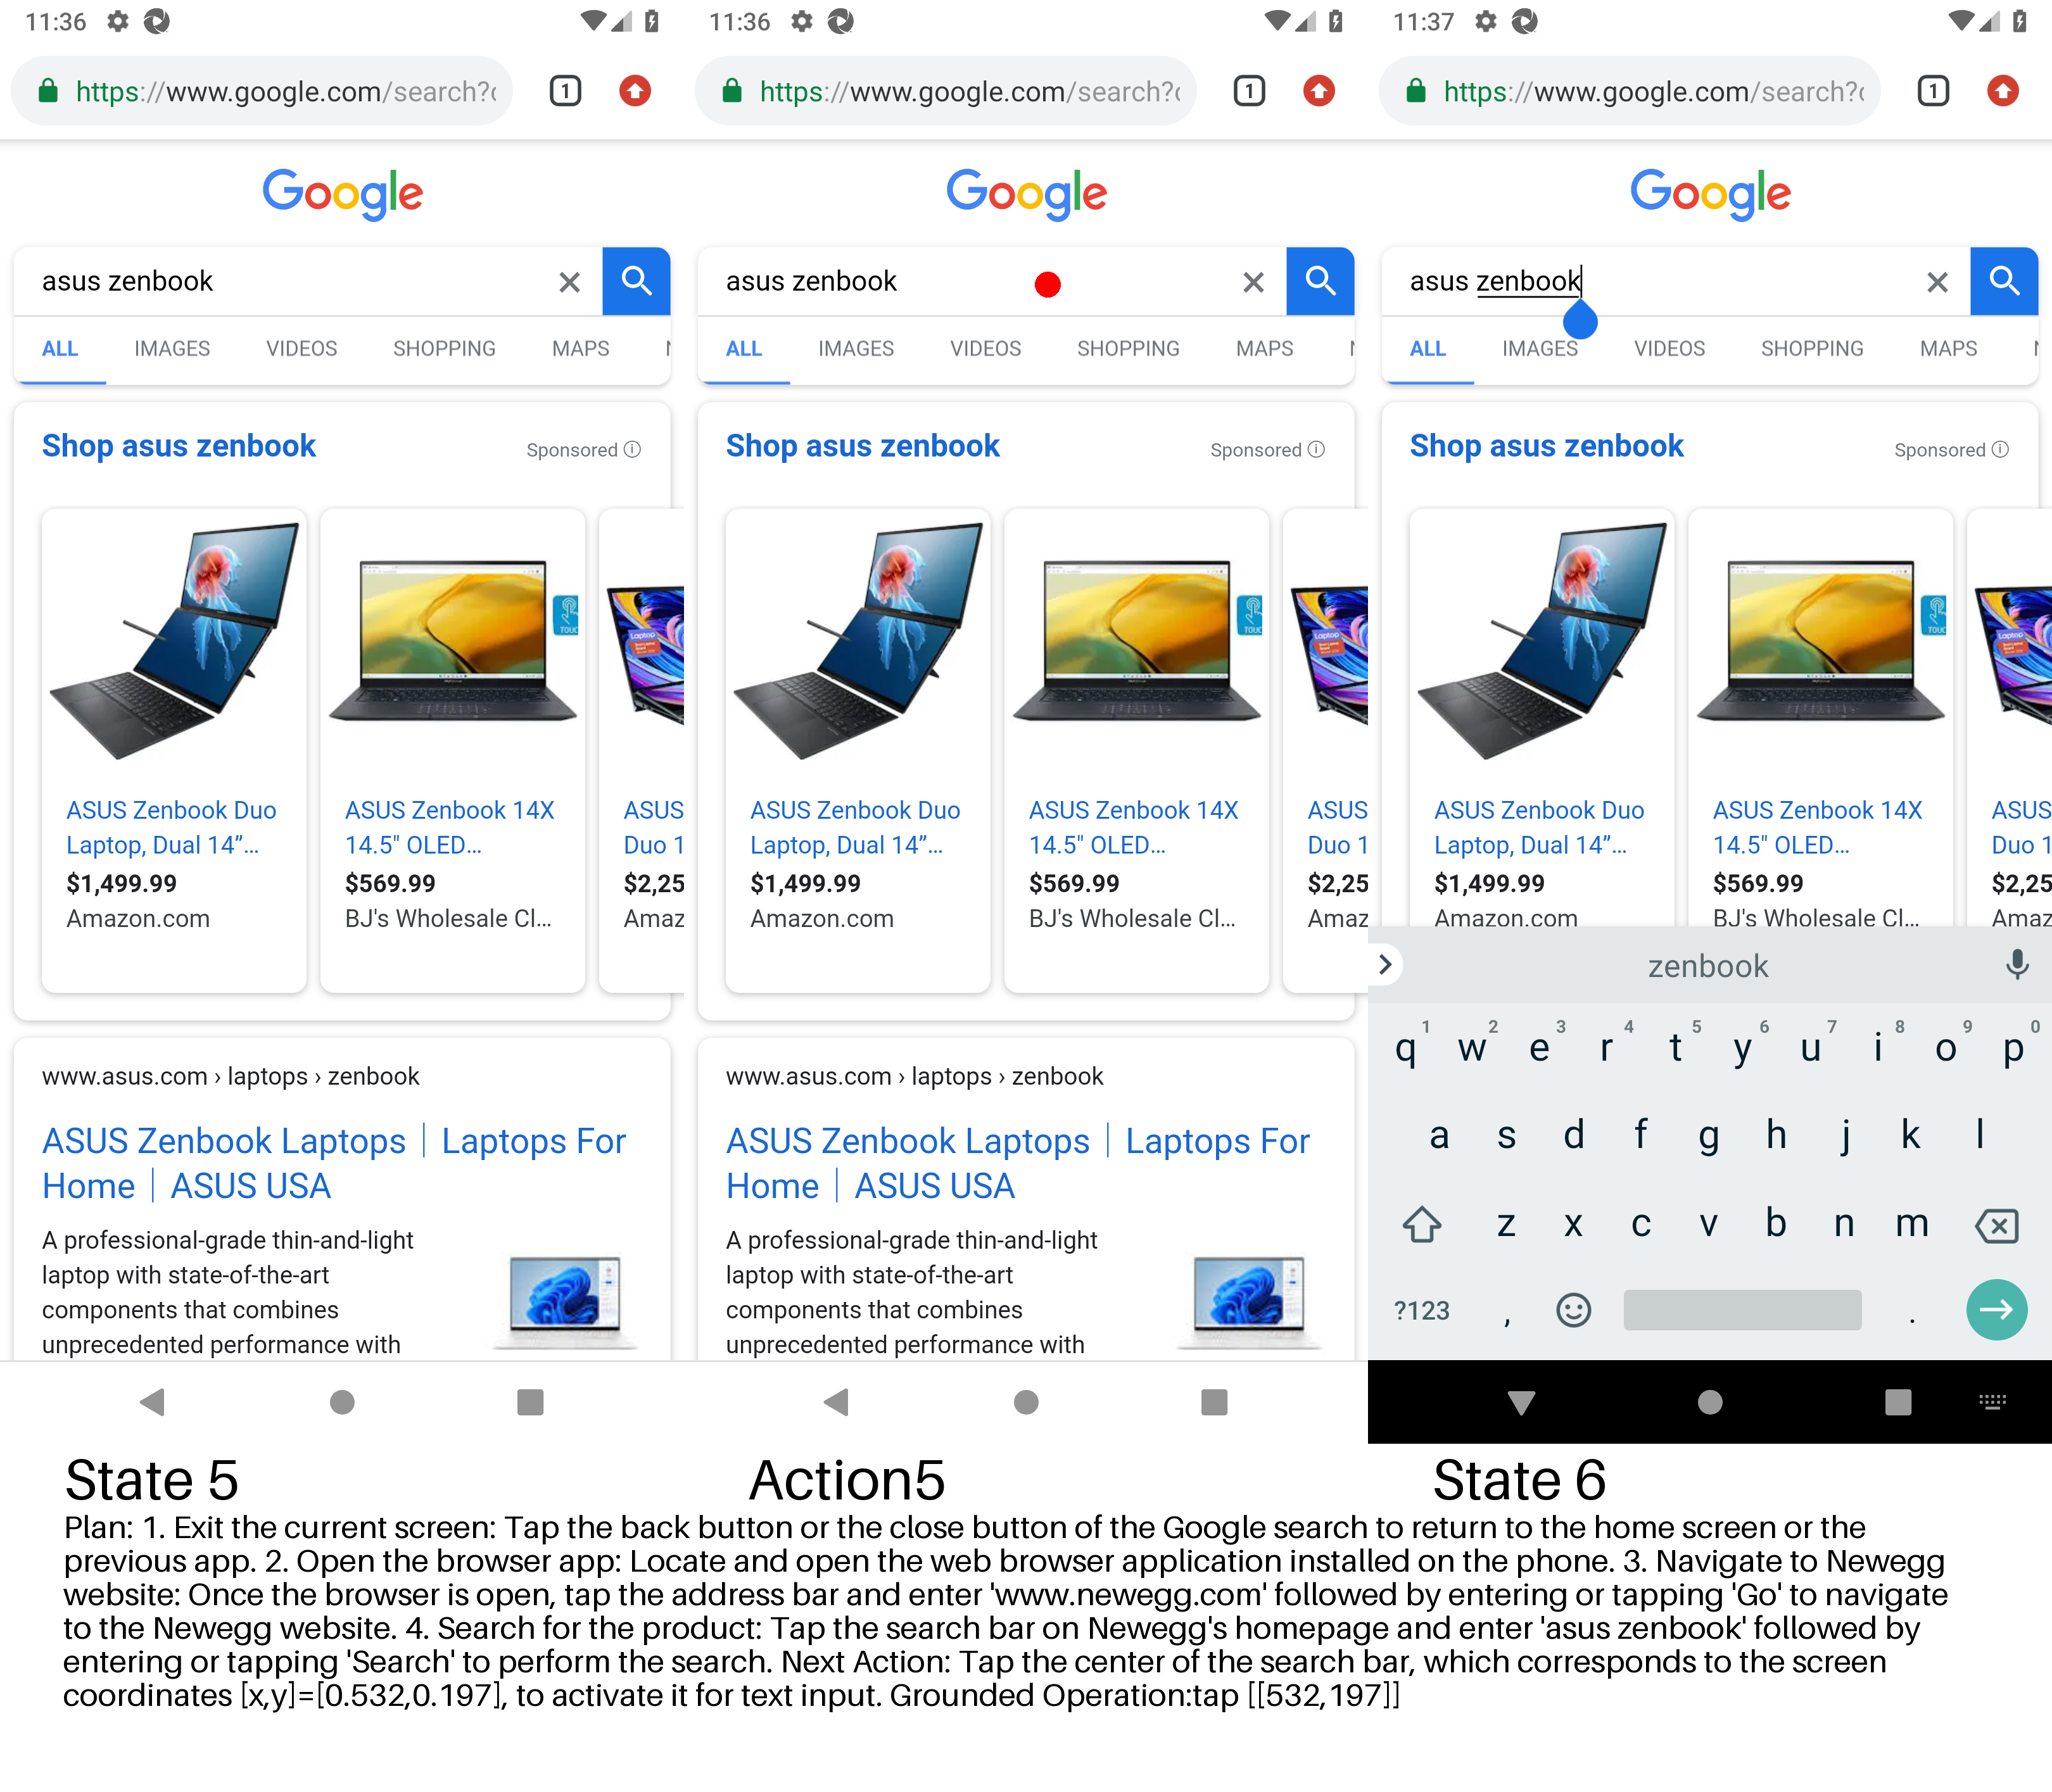 11:36
https://www.google.com/search?
1
Google
asus zenbook
ALL IMAGES VIDEOS SHOPPING MAPS
Shop asus zenbook
Sponsored
ASUS Zenbook Duo
Laptop, Dual 14”...
$1,499.99
Amazon.com
TOUC
ASUS Zenbook 14X
14.5" OLED...
$569.99
BJ's Wholesale Cl...
Laptop
ASUS
Duo 1
$2,25
Amaz
www.asus.com › laptops › zenbook
ASUS Zenbook Laptops｜Laptops For
Home｜ASUS USA
A professional-grade thin-and-light
laptop with state-of-the-art
components that combines
unprecedented performance with
State 5
11:36
https://www.google.com/search?
1
Google
asus zenbook
ALL IMAGES VIDEOS SHOPPING MAPS
Shop asus zenbook
Sponsored
ASUS Zenbook Duo
Laptop, Dual 14”...
$1,499.99
Amazon.com
TOUC
ASUS Zenbook 14X
14.5" OLED...
$569.99
BJ's Wholesale Cl...
Laptop
ASUS
Duo 1
$2,25
Amaz
www.asus.com › laptops › zenbook
ASUS Zenbook Laptops｜Laptops For
Home｜ASUS USA
A professional-grade thin-and-light
laptop with state-of-the-art
components that combines
unprecedented performance with
Action5
11:37
https://www.google.com/search?
1
Google
asus zenbook
ALL IMAGES VIDEOS SHOPPING MAPS
Shop asus zenbook
Sponsored
ASUS Zenbook Duo
Laptop, Dual 14”...
$1,499.99
Amazon.com
TOUC
ASUS Zenbook 14X
14.5" OLED...
$569.99
BJ's Wholesale Cl...
Laptop
ASUS
Duo 1
$2,25
Amaz
zenbook
1 2 3 4 5 6 7 8 9 0
q w e r t y u i o p
a s d f g h j k l
z x c v b n m
?123 , .
State 6
Plan: 1. Exit the current screen: Tap the back button or the close button of the Google search to return to the home screen or the
previous app. 2. Open the browser app: Locate and open the web browser application installed on the phone. 3. Navigate to Newegg
website: Once the browser is open, tap the address bar and enter 'www.newegg.com' followed by entering or tapping 'Go' to navigate
to the Newegg website. 4. Search for the product: Tap the search bar on Newegg's homepage and enter 'asus zenbook' followed by
entering or tapping 'Search' to perform the search. Next Action: Tap the center of the search bar, which corresponds to the screen
coordinates [x,y]=[0.532,0.197], to activate it for text input. Grounded Operation:tap [[532,197]]